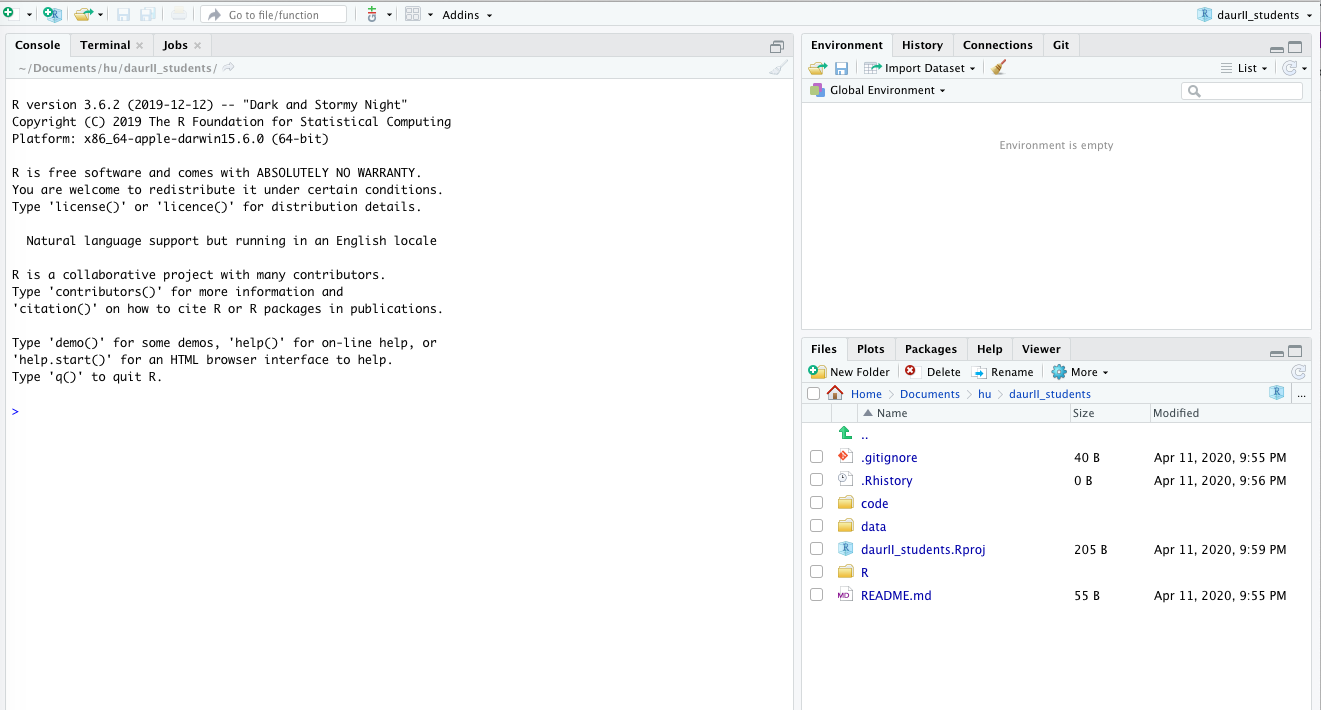 Go to file/function
Addins
daurII_students
Console
Terminal
Jobs
~/Documents/hu/daurII_students/
R version 3.6.2 (2019-12-12) -- "Dark and Stormy Night"
Copyright (C) 2019 The R Foundation for Statistical Computing
Platform: x86_64-apple-darwin15.6.0 (64-bit)
R is free software and comes with ABSOLUTELY NO WARRANTY.
You are welcome to redistribute it under certain conditions.
Type 'license()' or 'licence()' for distribution details.
Natural language support but running in an English locale
R is a collaborative project with many contributors.
Type 'contributors()' for more information and
'citation()' on how to cite R or R packages in publications.
Type 'demo()' for some demos, 'help()' for on-line help, or
'help.start()' for an HTML browser interface to help.
Type 'q()' to quit R.
>
Environment History Connections Git
Import Dataset List
Global Environment
Environment is empty
Files Plots Packages Help Viewer
New Folder Delete Rename More
Home Documents hu daurII_students ...
Name Size Modified
..
.gitignore 40 B Apr 11, 2020, 9:55 PM
.Rhistory 0 B Apr 11, 2020, 9:56 PM
code
data
daurII_students.Rproj 205 B Apr 11, 2020, 9:59 PM
R
README.md 55 B Apr 11, 2020, 9:55 PM